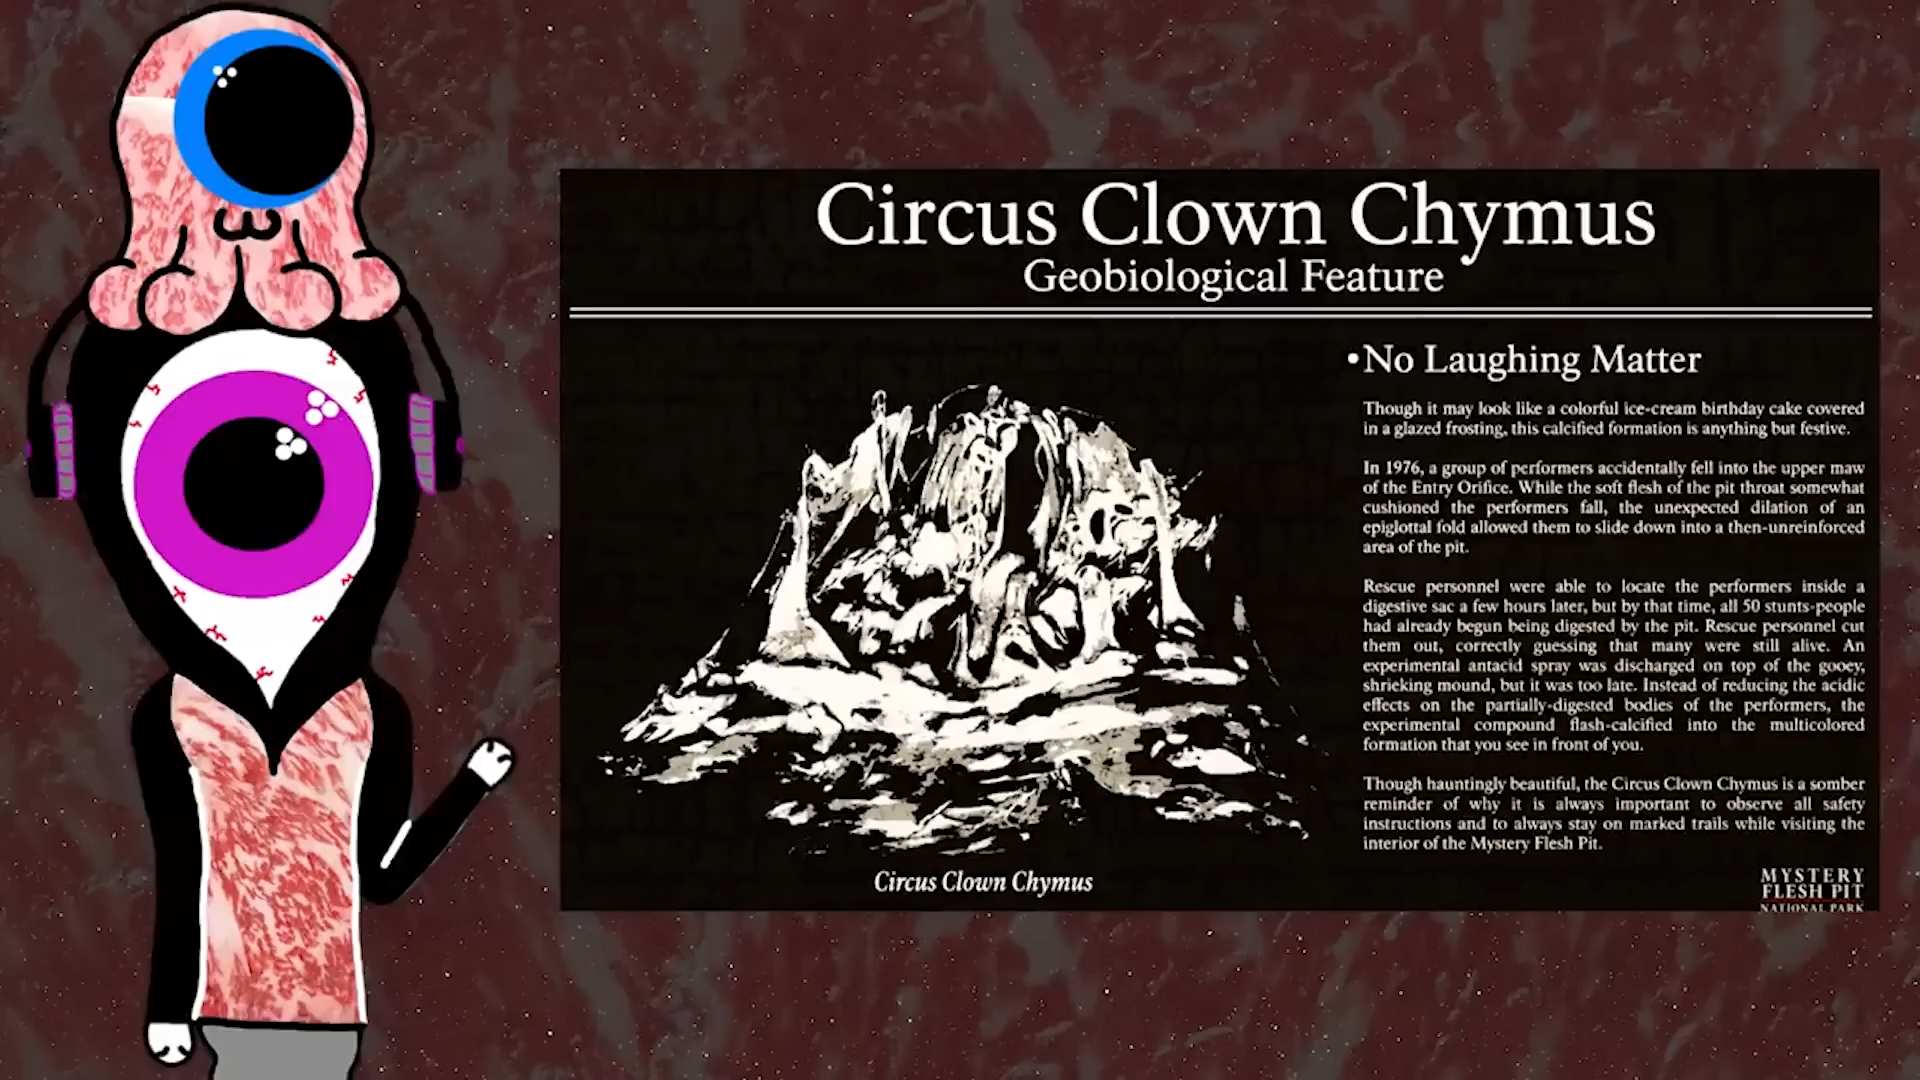 Circus Clown Chymus
Geobiological Feature
•No Laughing Matter
Though it may look like a colorful ice-cream birthday cake covered
in a glazed frosting, this calcified formation is anything but festive.
In 1976, a group of performers accidentally fell into the upper maw
of the Entry Orifice. While the soft flesh of the pit throat somewhat
cushioned the performers fall, the unexpected dilation of an
epiglottal fold allowed them to slide down into a then-unreinforced
area of the pit.
Rescue personnel were able to locate the performers inside a
digestive sac a few hours later, but by that time, all 50 stunts-people
had already begun being digested by the pit. Rescue personnel cut
them out, correctly guessing that many were still alive. An
experimental antacid spray was discharged on top of the gooey,
shrieking mound, but it was too late. Instead of reducing the acidic
effects on the partially-digested bodies of the performers, the
experimental compound flash-calcified into the multicolored
formation that you see in front of you.
Though hauntingly beautiful, the Circus Clown Chymus is a somber
reminder of why it is always important to observe all safety
instructions and to always stay on marked trails while visiting the
interior of the Mystery Flesh Pit.
Circus Clown Chymus
MYSTERY
FLESH PIT
NATIONAL PARK